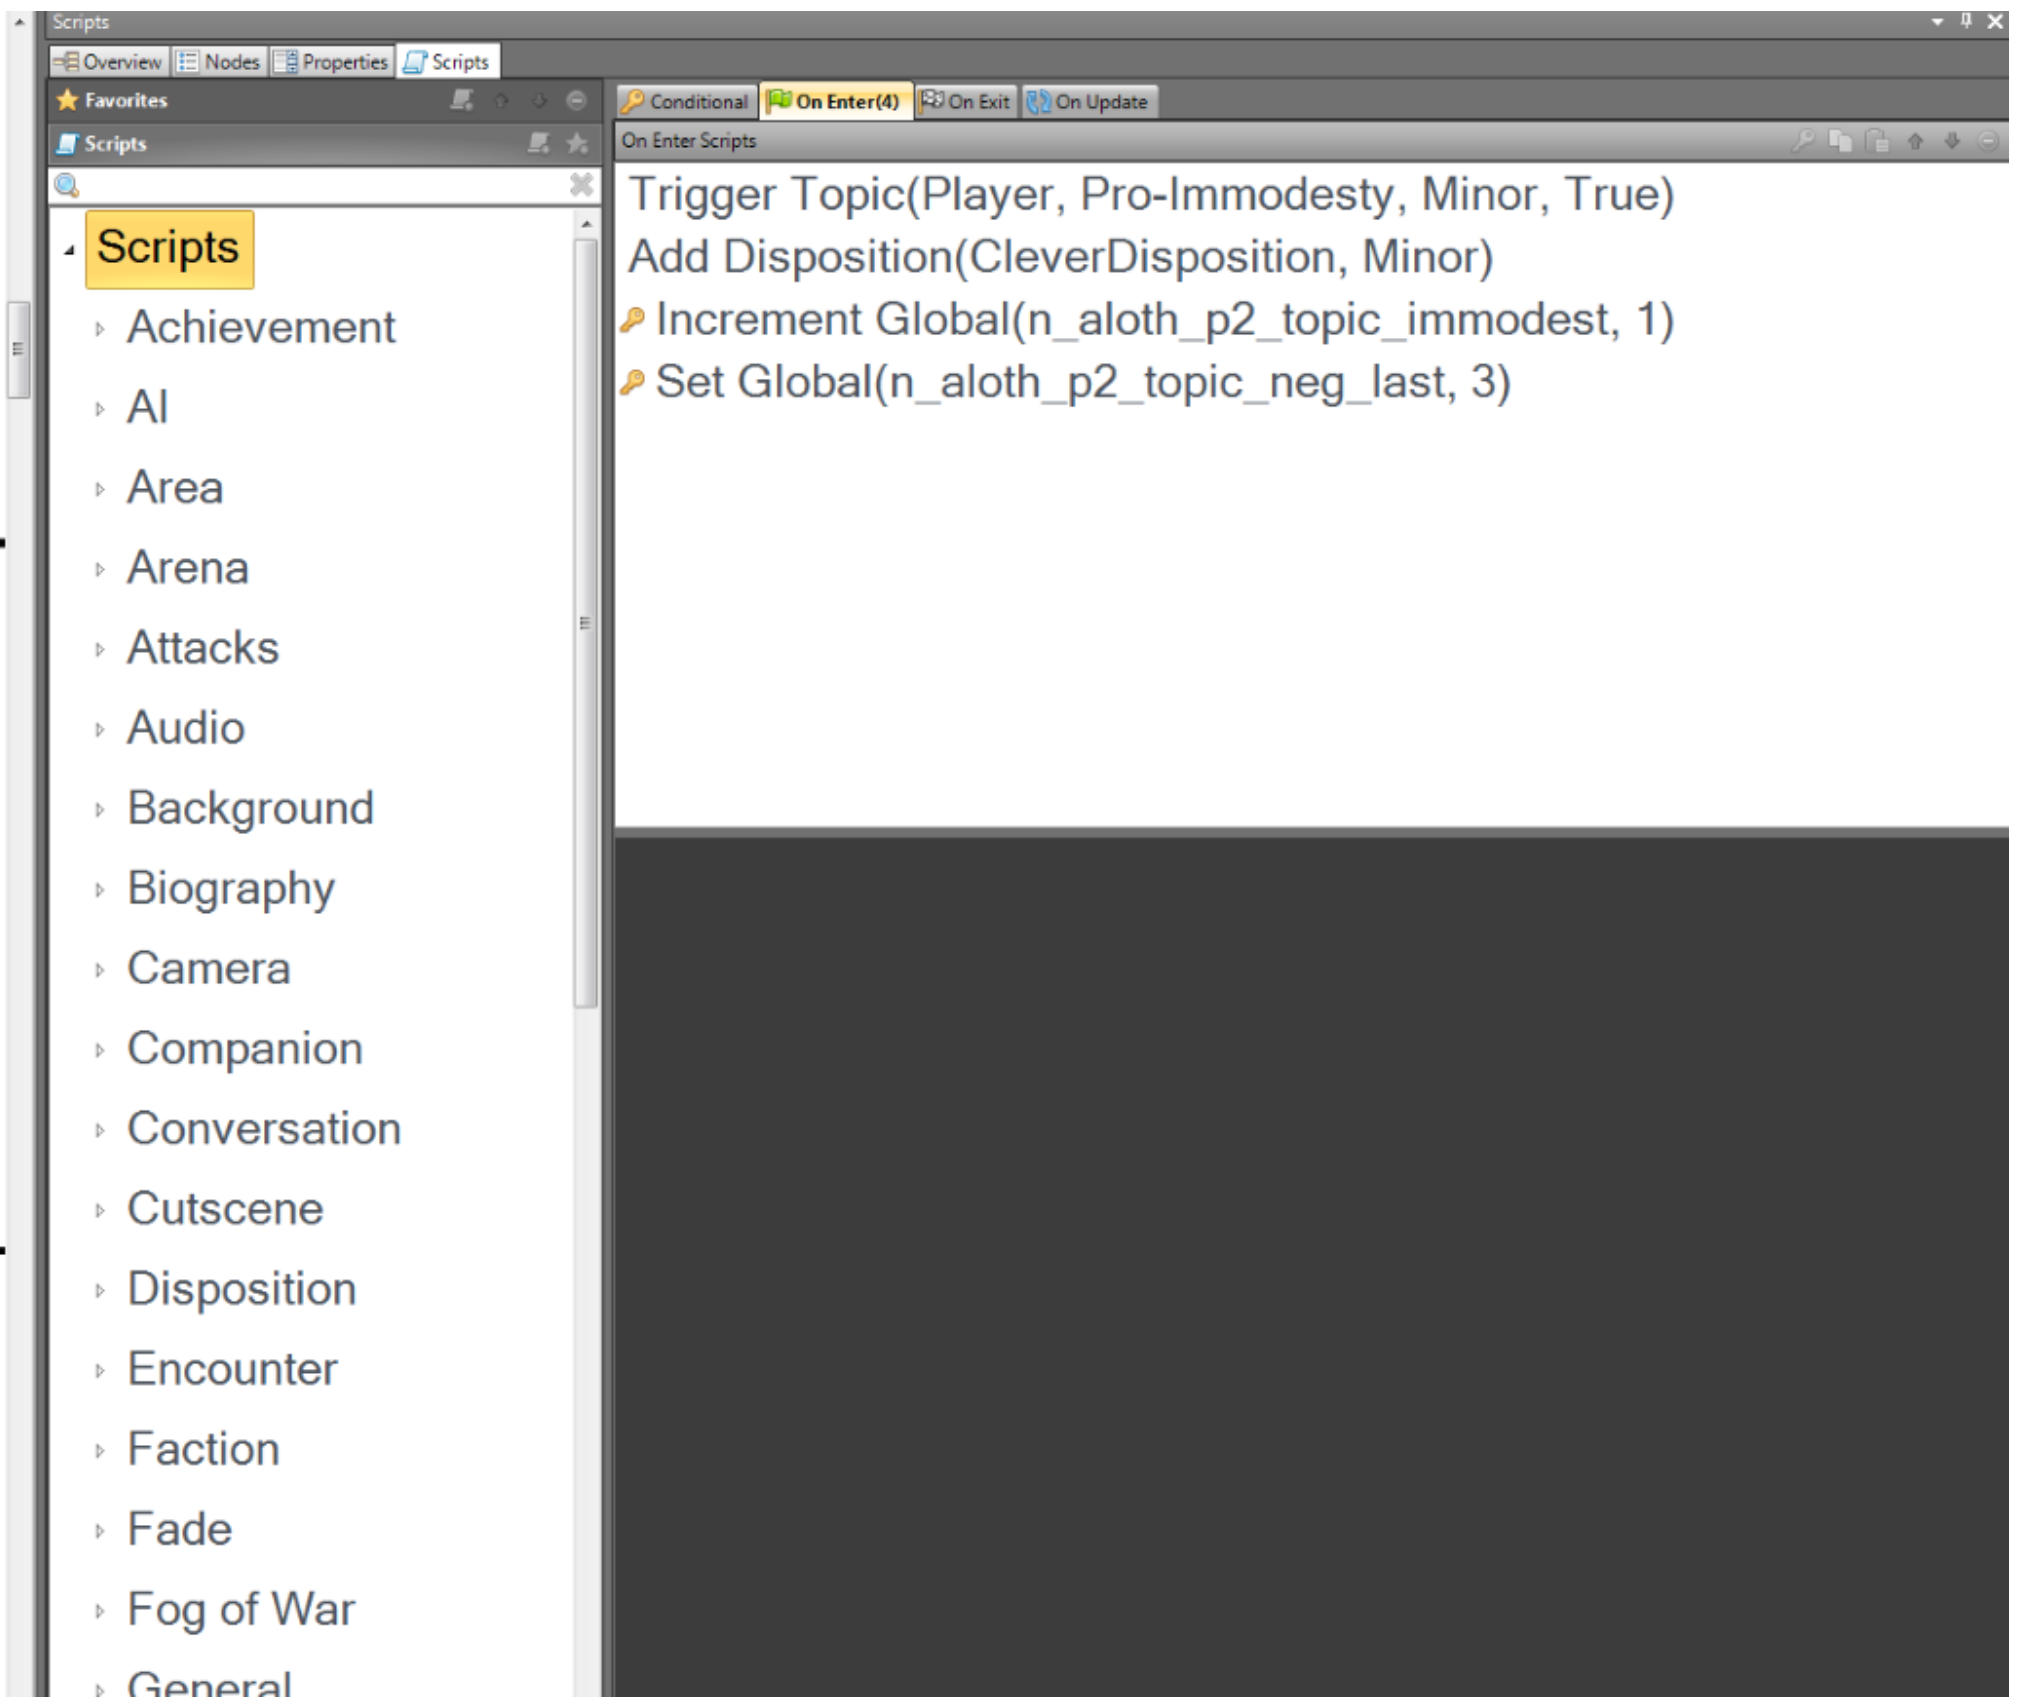 Scripts
Overview Nodes Properties Scripts
Favorites
Scripts
Scripts
Achievement
AI
Area
Arena
Attacks
Audio
Background
Biography
Camera
Companion
Conversation
Cutscene
Disposition
Encounter
Faction
Fade
Fog of War
General
Conditional On Enter(4) On Exit On Update
On Enter Scripts
Trigger Topic(Player, Pro-Immodesty, Minor, True)
Add Disposition(CleverDisposition, Minor)
Increment Global(n_aloth_p2_topic_immodest, 1)
Set Global(n_aloth_p2_topic_neg_last, 3)